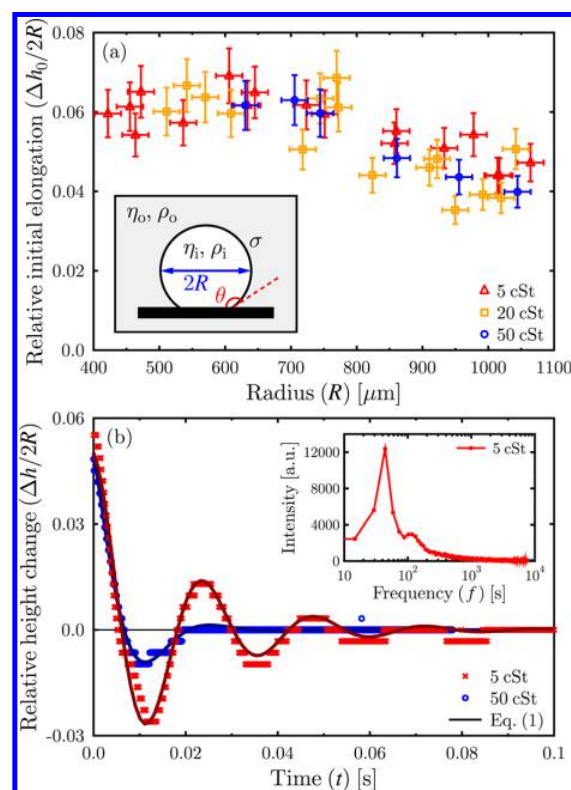 0.08
(a)
0.06
0.04
0.02
0.0
Relative initial elongation (Δh₀/2R)
ηₒ, ρₒ
ηᵢ, ρᵢ
σ
2R
θ
5 cSt
20 cSt
50 cSt
400 500 600 700 800 900 1000 1100
Radius (R) [μm]
0.06
(b)
0.03
0.0
-0.03
Relative height change (Δh/2R)
12000
8000
4000
0
Intensity [a.u.]
5 cSt
10 10² 10³ 10⁴
Frequency (f) [s]
5 cSt
50 cSt
Eq. (1)
0.0 0.02 0.04 0.06 0.08 0.1
Time (t) [s]